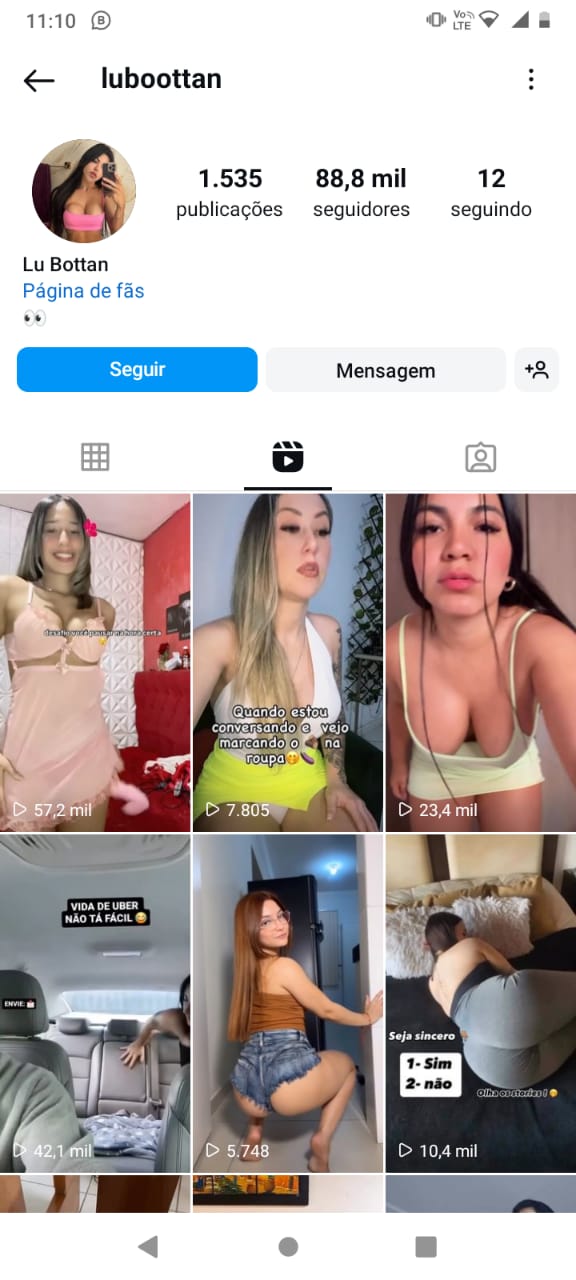 11:10
Vo
LTE
luboottan
1.535
88,8 mil
12
publicações
seguidores
seguindo
Lu Bottan
Página de fãs
Seguir
Mensagem
desafio você pausar na hora certa
57,2 mil
Quando estou
conversando e vejo
marcando o 🍆 na
roupa🤭🍆
7.805
23,4 mil
VIDA DE UBER
NÃO TÁ FÁCIL 😅
ENVIE:
42,1 mil
5.748
Seja sincero
1- Sim
2- não
Olha os stories !
10,4 mil